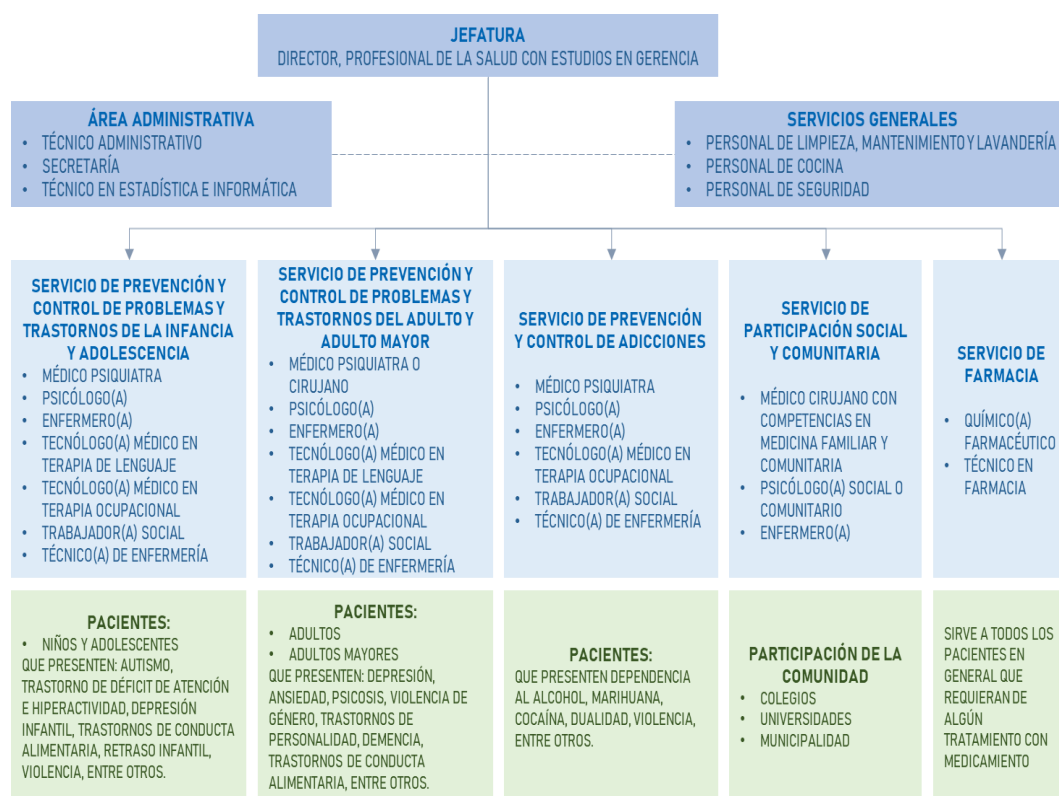 JEFATURA
DIRECTOR, PROFESIONAL DE LA SALUD CON ESTUDIOS EN GERENCIA
ÁREA ADMINISTRATIVA
• TÉCNICO ADMINISTRATIVO
• SECRETARÍA
• TÉCNICO EN ESTADÍSTICA E INFORMÁTICA
SERVICIOS GENERALES
• PERSONAL DE LIMPIEZA, MANTENIMIENTO Y LAVANDERÍA
• PERSONAL DE COCINA
• PERSONAL DE SEGURIDAD
SERVICIO DE PREVENCIÓN Y
CONTROL DE PROBLEMAS Y
TRASTORNOS DE LA INFANCIA
Y ADOLESCENCIA
• MÉDICO PSIQUIATRA
• PSICÓLOGO(A)
• ENFERMERO(A)
• TECNÓLOGO(A) MÉDICO EN
TERAPIA DE LENGUAJE
• TECNÓLOGO(A) MÉDICO EN
TERAPIA OCUPACIONAL
• TRABAJADOR(A) SOCIAL
• TÉCNICO(A) DE ENFERMERÍA
SERVICIO DE PREVENCIÓN Y
CONTROL DE PROBLEMAS Y
TRASTORNOS DEL ADULTO Y
ADULTO MAYOR
• MÉDICO PSIQUIATRA O
CIRUJANO
• PSICÓLOGO(A)
• ENFERMERO(A)
• TECNÓLOGO(A) MÉDICO EN
TERAPIA DE LENGUAJE
• TECNÓLOGO(A) MÉDICO EN
TERAPIA OCUPACIONAL
• TRABAJADOR(A) SOCIAL
• TÉCNICO(A) DE ENFERMERÍA
SERVICIO DE PREVENCIÓN
Y CONTROL DE ADICCIONES
• MÉDICO PSIQUIATRA
• PSICÓLOGO(A)
• ENFERMERO(A)
• TECNÓLOGO(A) MÉDICO EN
TERAPIA OCUPACIONAL
• TRABAJADOR(A) SOCIAL
• TÉCNICO(A) DE ENFERMERÍA
SERVICIO DE
PARTICIPACIÓN SOCIAL
Y COMUNITARIA
• MÉDICO CIRUJANO CON
COMPETENCIAS EN
MEDICINA FAMILIAR Y
COMUNITARIA
• PSICÓLOGO(A) SOCIAL O
COMUNITARIO
• ENFERMERO(A)
SERVICIO DE
FARMACIA
• QUÍMICO(A)
FARMACÉUTICO
• TÉCNICO EN
FARMACIA
PACIENTES:
• NIÑOS Y ADOLESCENTES
QUE PRESENTEN: AUTISMO,
TRASTORNO DE DÉFICIT DE ATENCIÓN
E HIPERACTIVIDAD, DEPRESIÓN
INFANTIL, TRASTORNOS DE CONDUCTA
ALIMENTARIA, RETRASO INFANTIL,
VIOLENCIA, ENTRE OTROS.
PACIENTES:
• ADULTOS
• ADULTOS MAYORES
QUE PRESENTEN: DEPRESIÓN,
ANSIEDAD, PSICOSIS, VIOLENCIA DE
GÉNERO, TRASTORNOS DE
PERSONALIDAD, DEMENCIA,
TRASTORNOS DE CONDUCTA
ALIMENTARIA, ENTRE OTROS.
PACIENTES:
QUE PRESENTEN DEPENDENCIA
AL ALCOHOL, MARIHUANA,
COCAÍNA, DUALIDAD, VIOLENCIA,
ENTRE OTROS.
PARTICIPACIÓN DE LA
COMUNIDAD
• COLEGIOS
• UNIVERSIDADES
• MUNICIPALIDAD
SIRVE A TODOS LOS
PACIENTES EN
GENERAL QUE
REQUIERAN DE
ALGÚN
TRATAMIENTO CON
MEDICAMENTO